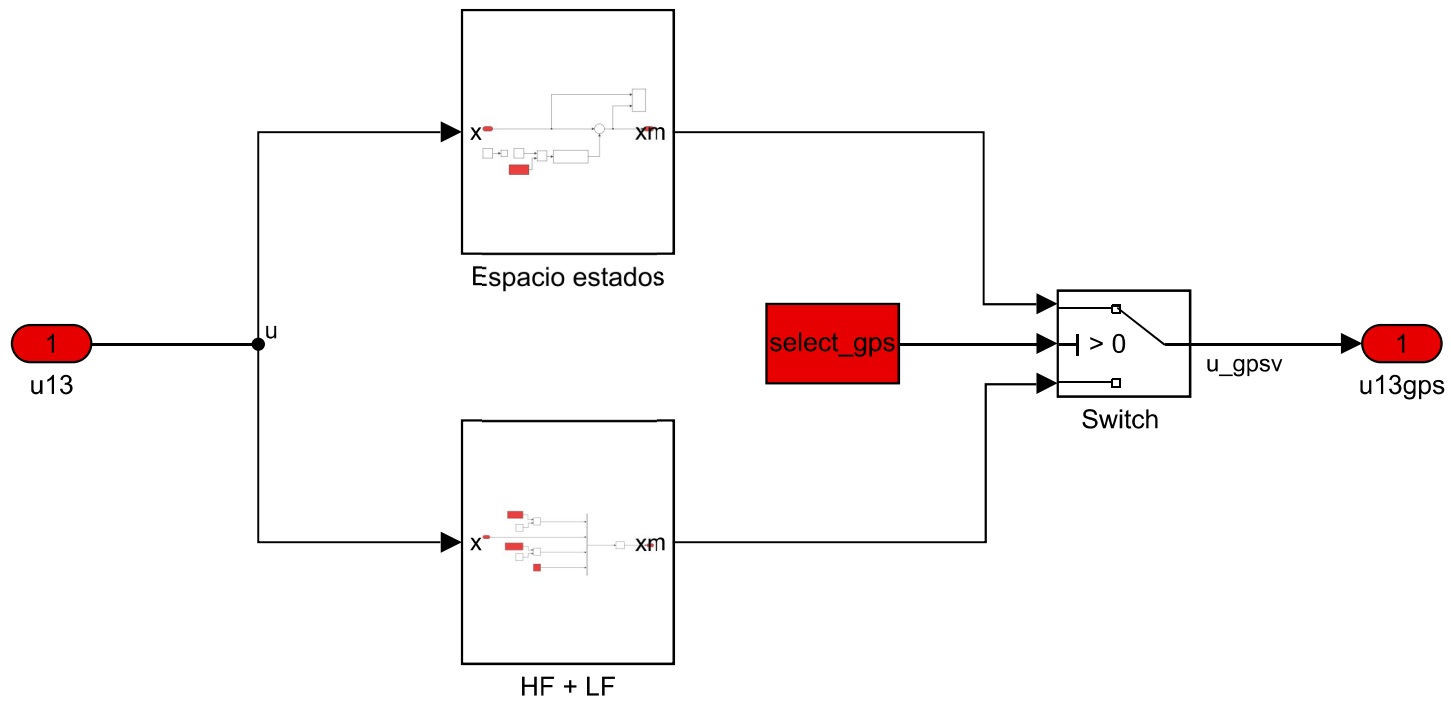 x
xm
Espacio estados
1
u13
u
select_gps
> 0
Switch
u_gpsv
1
u13gps
x
xm
HF + LF